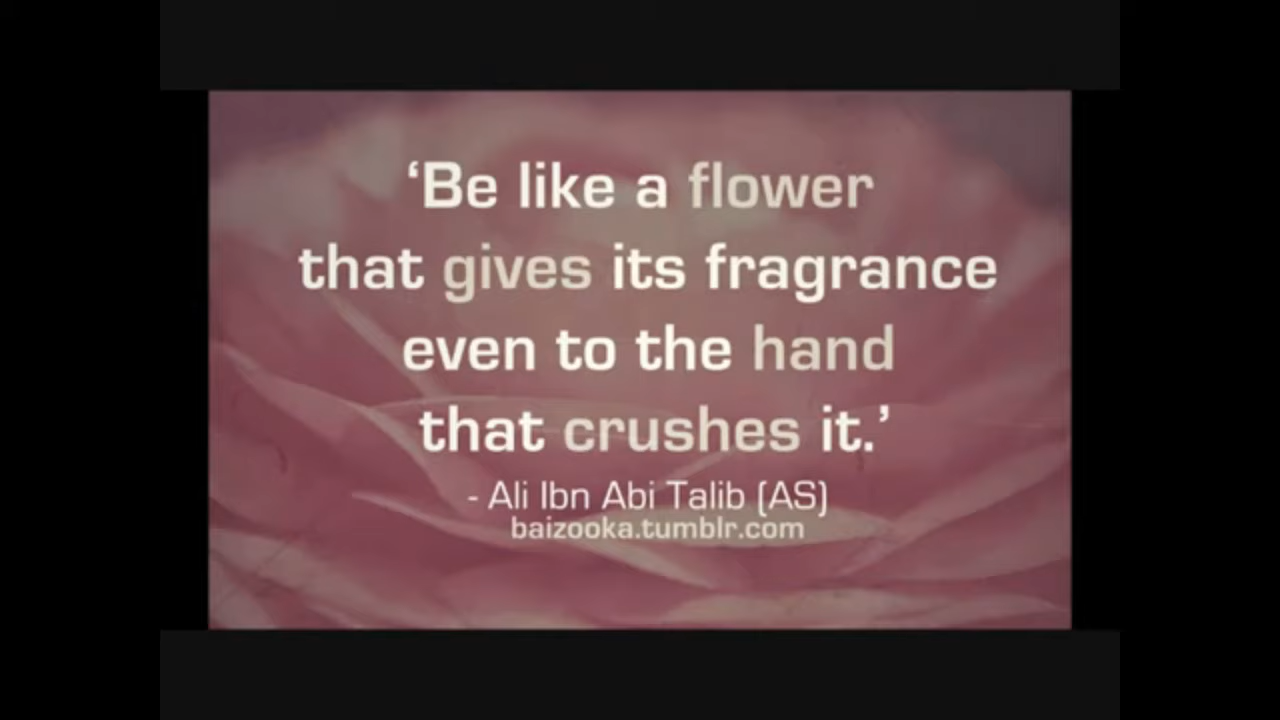 ‘Be like a flower
that gives its fragrance
even to the hand
that crushes it.’
- Ali Ibn Abi Talib (AS)
baizooka.tumblr.com